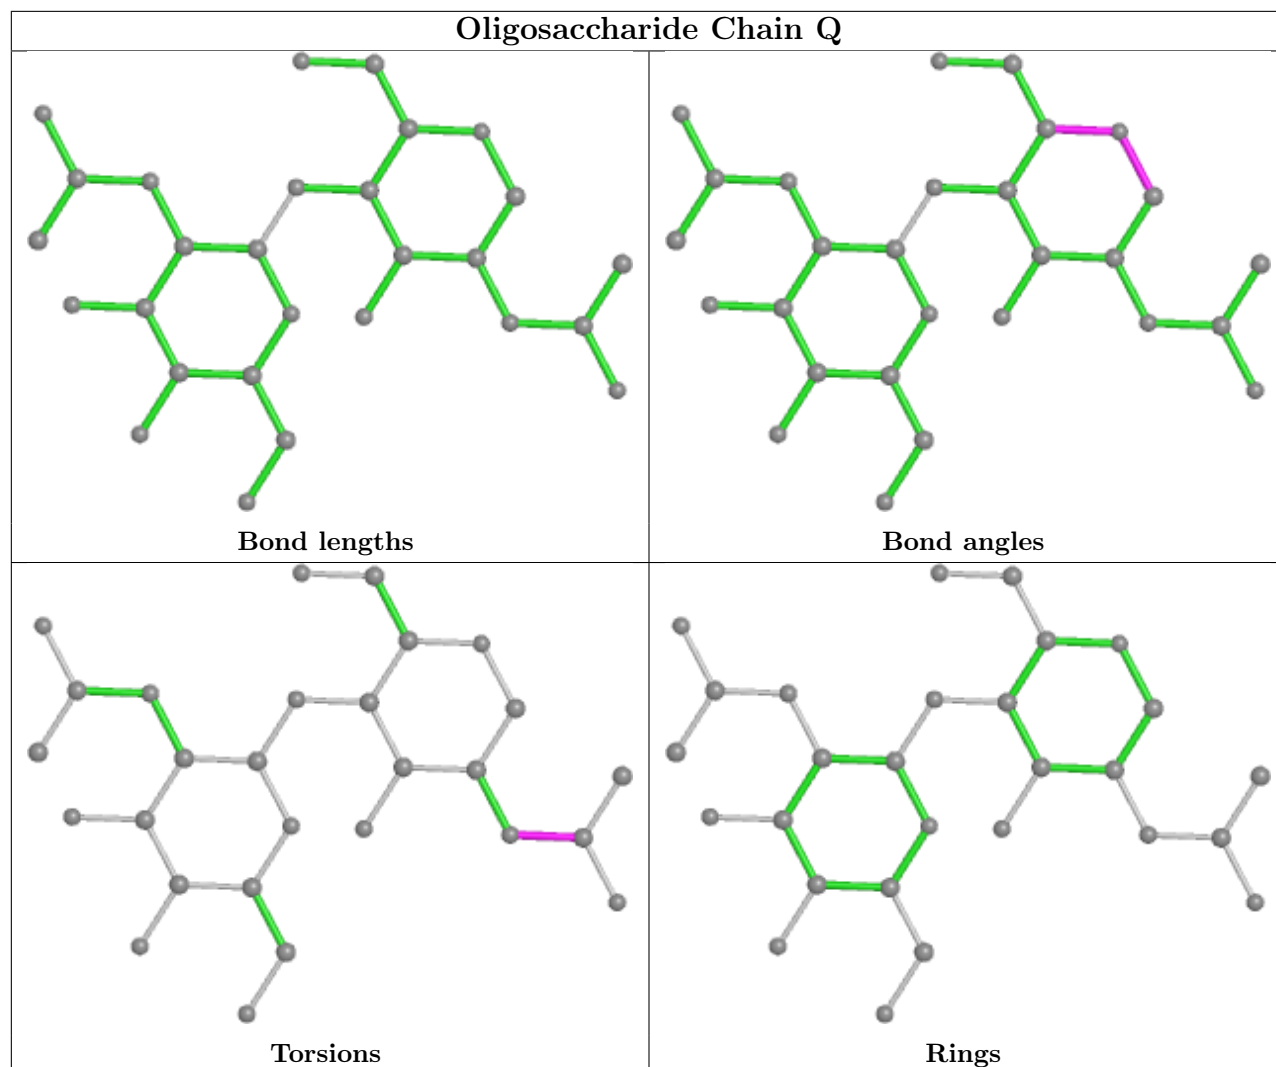 Oligosaccharide Chain Q
Bond lengths
Bond angles
Torsions
Rings